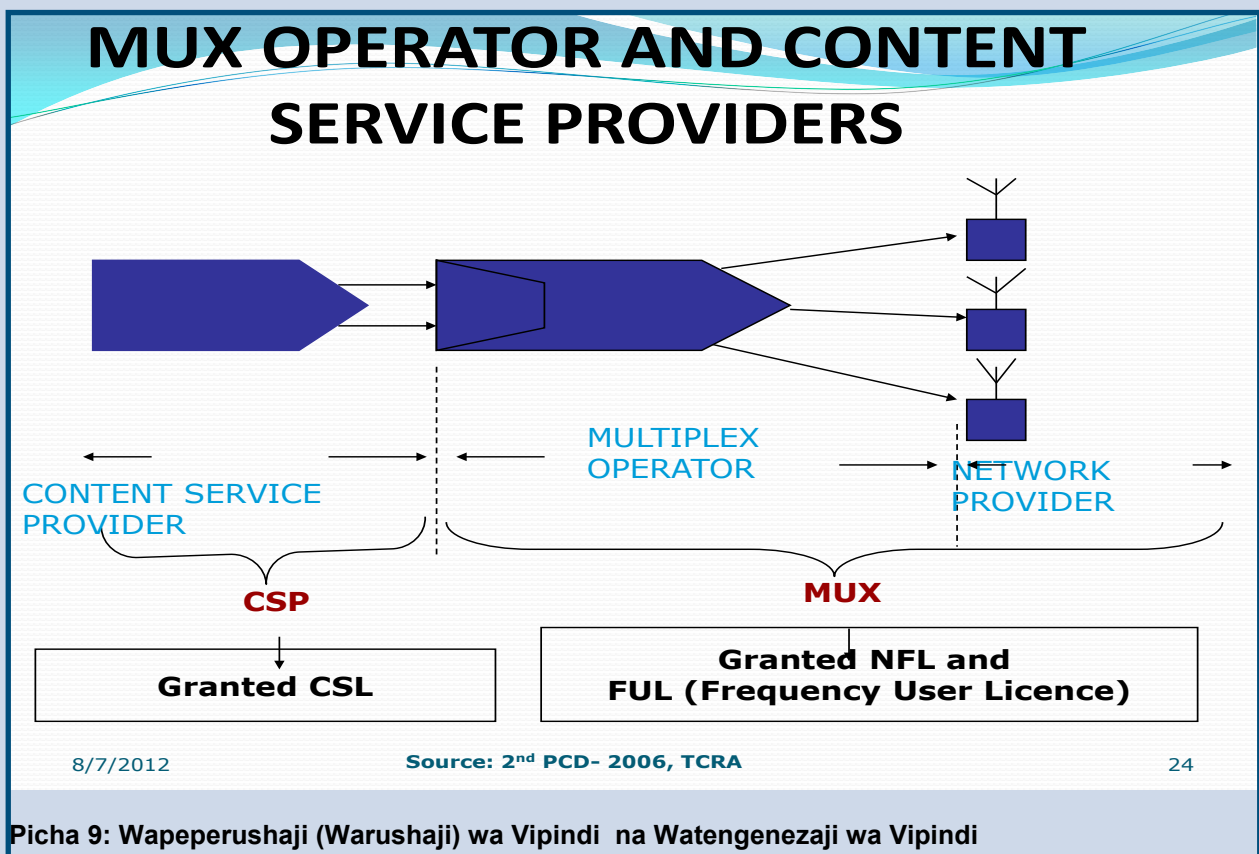 MUX OPERATOR AND CONTENT
SERVICE PROVIDERS
MULTIPLEX
OPERATOR
CONTENT SERVICE
PROVIDER
NETWORK
PROVIDER
CSP
MUX
Granted CSL
Granted NFL and
FUL (Frequency User Licence)
8/7/2012
Source: 2nd PCD- 2006, TCRA
24
Picha 9: Wapeperushaji (Warushaji) wa Vipindi na Watengenezaji wa Vipindi